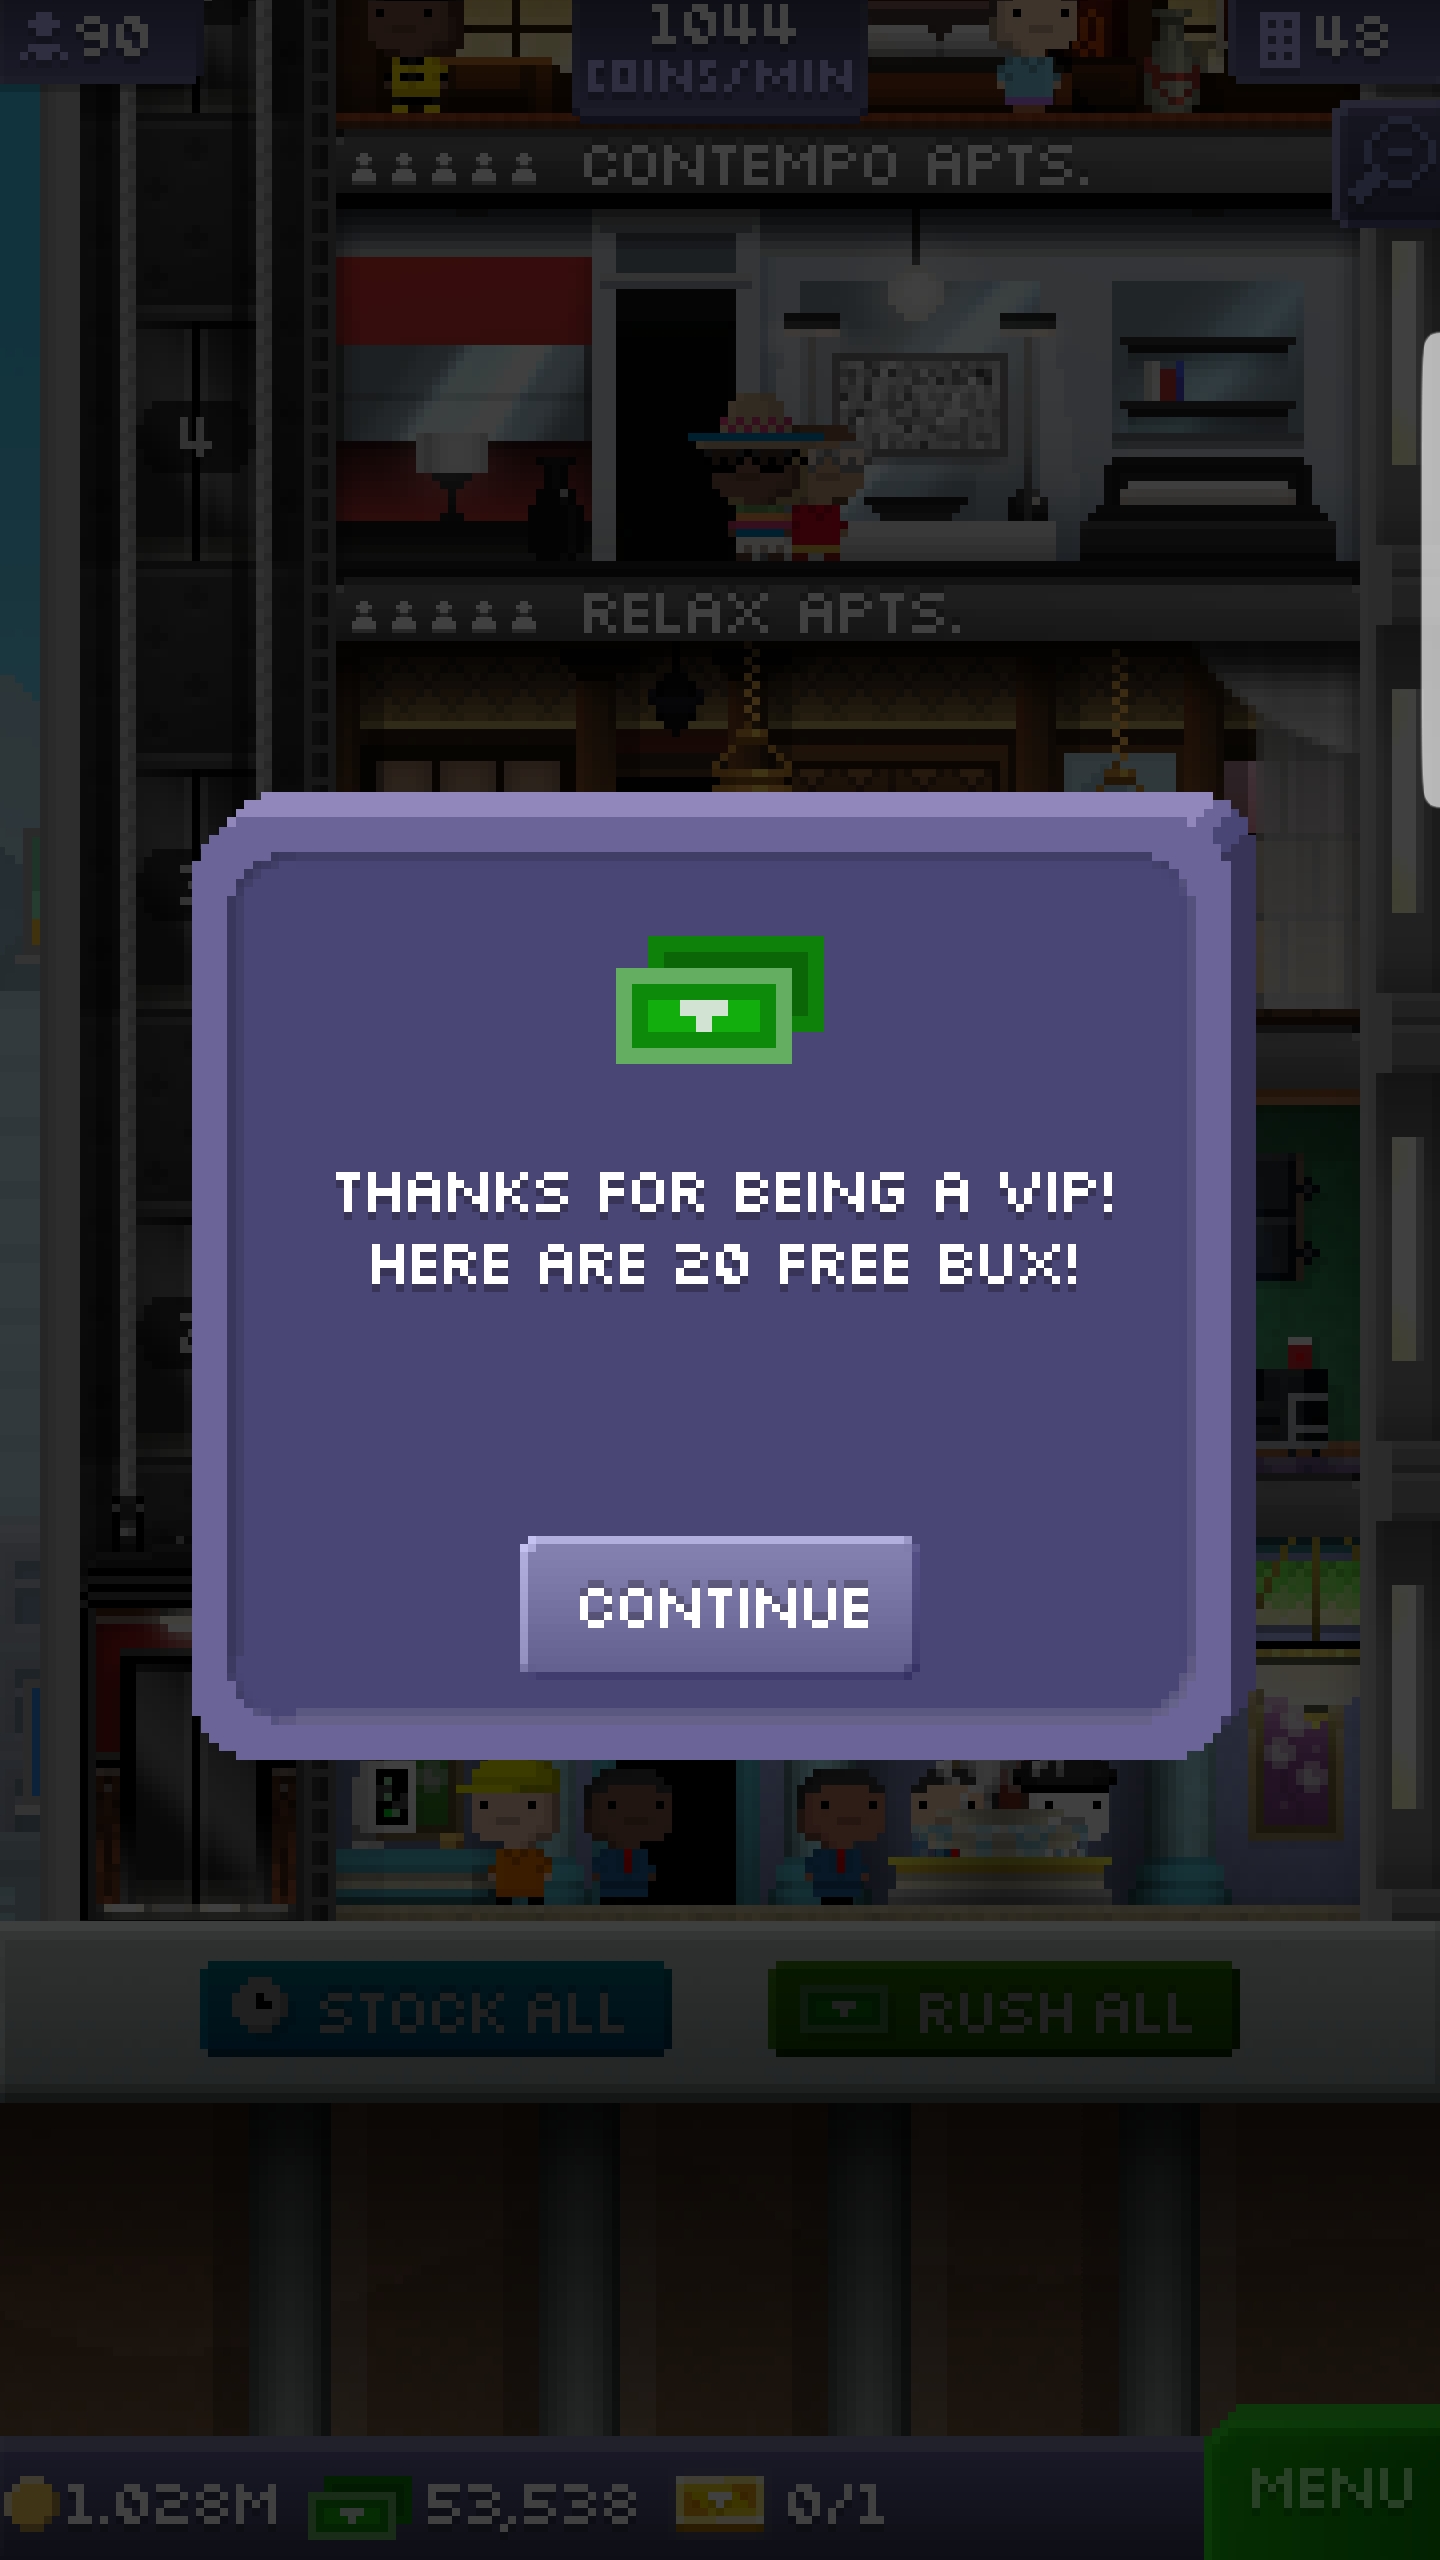 90
1044
COINS/MIN
48
CONTEMPO APTS.
4
RELAX APTS.
THANKS FOR BEING A VIP!
HERE ARE 20 FREE BUX!
CONTINUE
STOCK ALL
RUSH ALL
1.028M
53,538
0/1
MENU